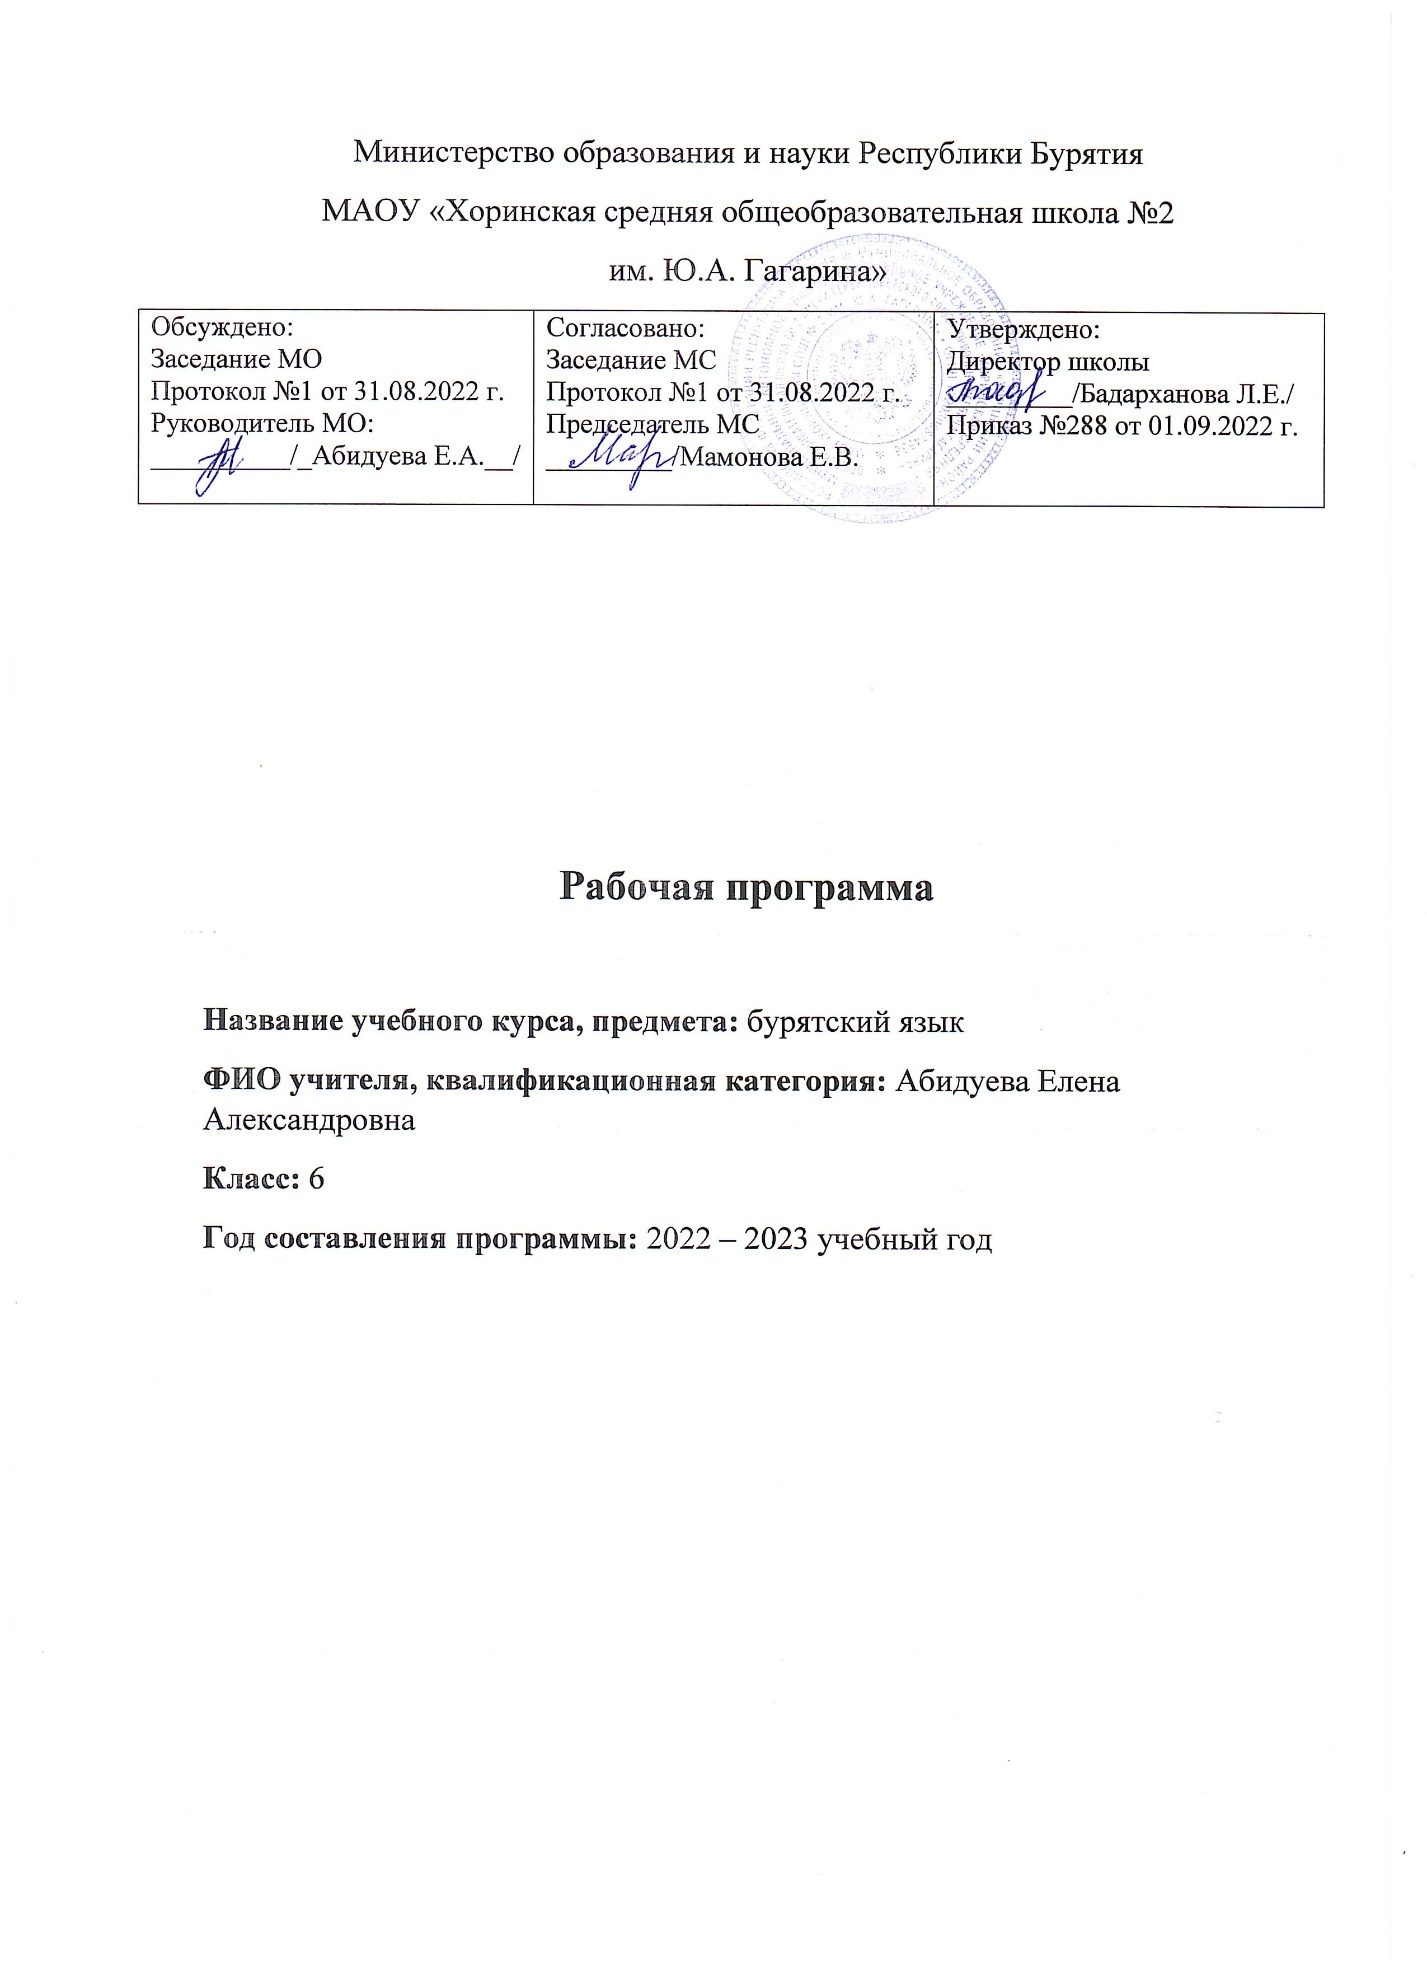 Министерство образования и науки Республики Бурятия
МАОУ «Хоринская средняя общеобразовательная школа №2
им. Ю.А. Гагарина»
Обсуждено:
Заседание МО
Протокол №1 от 31.08.2022 г.
Руководитель МО:
__________/_Абидуева Е.А.__/
Согласовано:
Заседание МС
Протокол №1 от 31.08.2022 г.
Председатель МС
_________/Мамонова Е.В.
Утверждено:
Директор школы
_________/Бадарханова Л.Е./
Приказ №288 от 01.09.2022 г.
Рабочая программа
Название учебного курса, предмета: бурятский язык
ФИО учителя, квалификационная категория: Абидуева Елена
Александровна
Класс: 6
Год составления программы: 2022 – 2023 учебный год